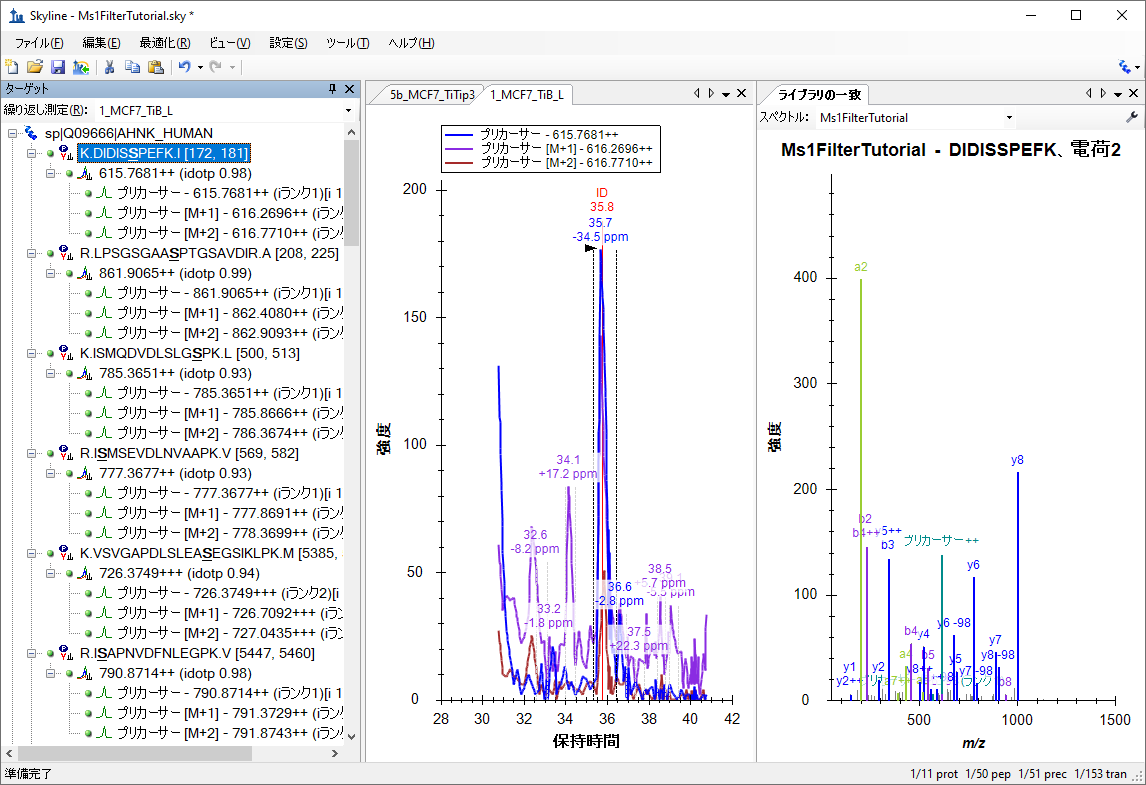 Skyline - Ms1FilterTutorial.sky *
ファイル(F) 編集(E) 最適化(R) ビュー(V) 設定(S) ツール(T) ヘルプ(H)
ターゲット
繰り返し測定(R): 1_MCF7_TiB_L
sp|Q09666|AHNK_HUMAN
K.DIDISSPEFK.I [172, 181]
615.7681++ (idotp 0.98)
プリカーサー - 615.7681++ (iランク1)[i 1
プリカーサー [M+1] - 616.2696++ (iランク
プリカーサー [M+2] - 616.7710++ (iランク
R.LPSGSGAASPTGSAVDIR.A [208, 225]
861.9065++ (idotp 0.99)
プリカーサー - 861.9065++ (iランク1)[i 1
プリカーサー [M+1] - 862.4080++ (iランク
プリカーサー [M+2] - 862.9093++ (iランク
K.ISMQDVDLSLGSPK.L [500, 513]
785.3651++ (idotp 0.93)
プリカーサー - 785.3651++ (iランク1)[i 1
プリカーサー [M+1] - 785.8666++ (iランク
プリカーサー [M+2] - 786.3674++ (iランク
R.ISMSEVDLNVAAPK.V [569, 582]
777.3677++ (idotp 0.93)
プリカーサー - 777.3677++ (iランク1)[i 1
プリカーサー [M+1] - 777.8691++ (iランク
プリカーサー [M+2] - 778.3699++ (iランク
K.VSVGAPDLSLEASEGSIKLPK.M [5385,
726.3749+++ (idotp 0.94)
プリカーサー - 726.3749+++ (iランク2)[i
プリカーサー [M+1] - 726.7092+++ (iラン
プリカーサー [M+2] - 727.0435+++ (iラン
R.ISAPNVDFNLEGPK.V [5447, 5460]
790.8714++ (idotp 0.98)
プリカーサー - 790.8714++ (iランク1)[i 1
プリカーサー [M+1] - 791.3729++ (iランク
プリカーサー [M+2] - 791.8743++ (iランク
5b_MCF7_TiTip3 1_MCF7_TiB_L
プリカーサー - 615.7681++
プリカーサー [M+1] - 616.2696++
プリカーサー [M+2] - 616.7710++
ID
35.8
35.7
-34.5 ppm
34.1
+17.2 ppm
32.6
-8.2 ppm
33.2
-1.8 ppm
36.6
-2.8 ppm
37.5
+22.3 ppm
38.5
+5.7 ppm
200
150
100
50
0
28 30 32 34 36 38 40 42
強度
保持時間
ライブラリの一致
スペクトル: Ms1FilterTutorial
Ms1FilterTutorial - DIDISSPEFK、電荷2
400
300
200
100
0
強度
a2
y8
b2
b4++
y5++
b3
プリカーサー++
y6
y6 -98
b4
y4
b5
y5
y7
y8 -98
y7 -98
y1
y2
y2++
b8
500 1000 1500
m/z
準備完了
1/11 prot 1/50 pep 1/51 prec 1/153 tran